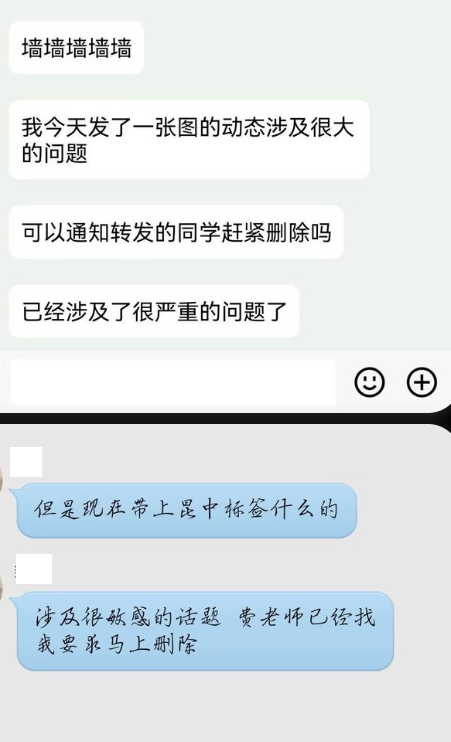 墙墙墙墙墙
我今天发了一张图的动态涉及很大
的问题
可以通知转发的同学赶紧删除吗
已经涉及了很严重的问题了
但是现在带上昆中标签什么的
涉及很敏感的话题 费老师已经找
我要求马上删除